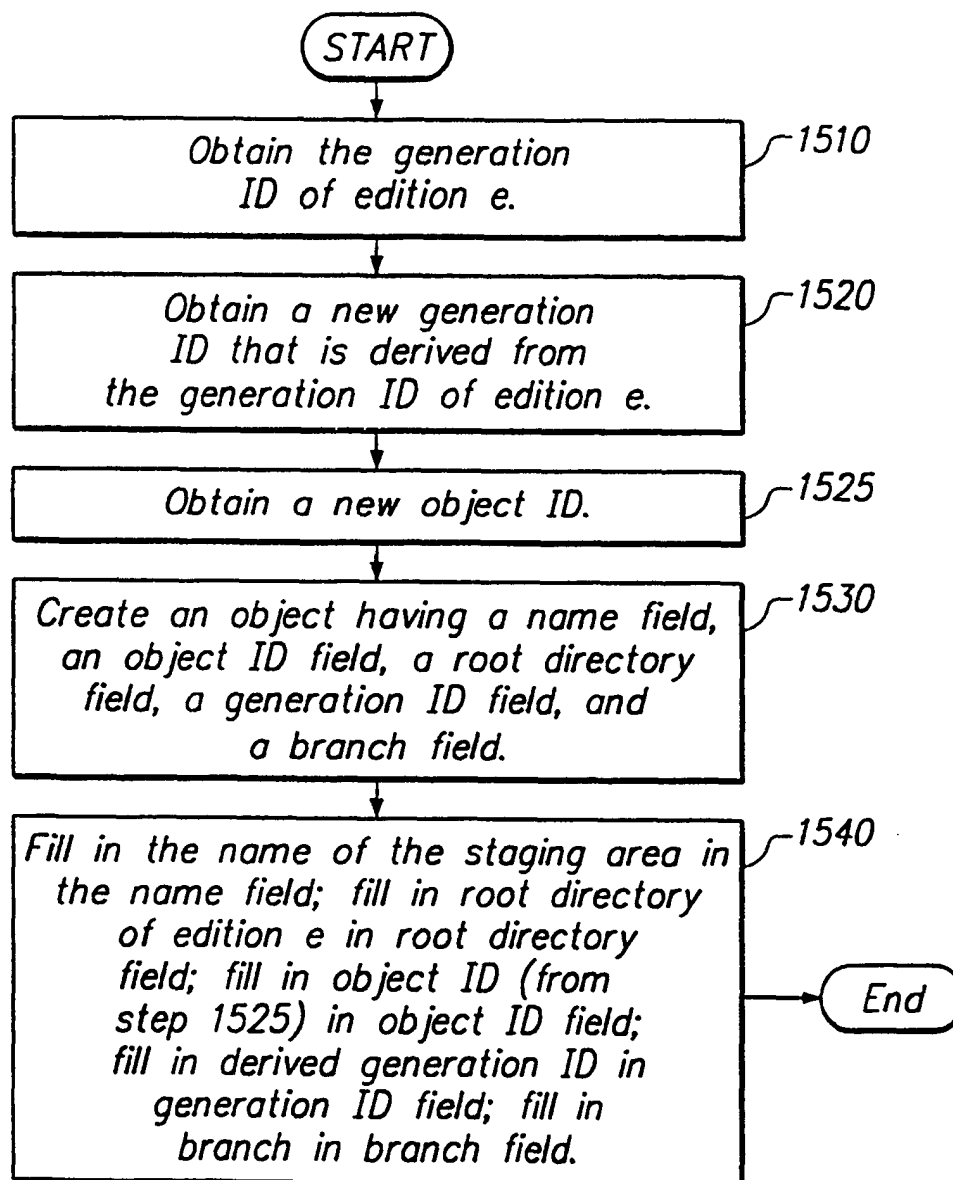 START
Obtain the generation
ID of edition e.
1510
Obtain a new generation
ID that is derived from
the generation ID of edition e.
1520
Obtain a new object ID.
1525
Create an object having a name field,
an object ID field, a root directory
field, a generation ID field, and
a branch field.
1530
Fill in the name of the staging area in
the name field; fill in root directory
of edition e in root directory
field; fill in object ID (from
step 1525) in object ID field;
fill in derived generation ID in
generation ID field; fill in
branch in branch field.
1540
End